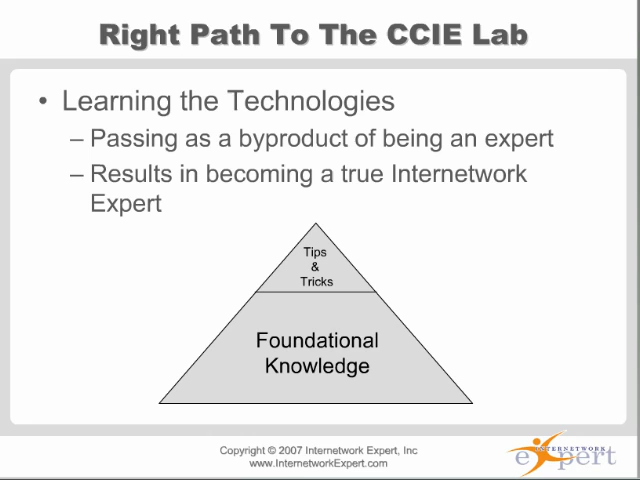 Right Path To The CCIE Lab
• Learning the Technologies
– Passing as a byproduct of being an expert
– Results in becoming a true Internetwork
Expert
Tips
&
Tricks
Foundational
Knowledge
Copyright © 2007 Internetwork Expert, Inc
www.InternetworkExpert.com
INTERNETWORK
eXpert